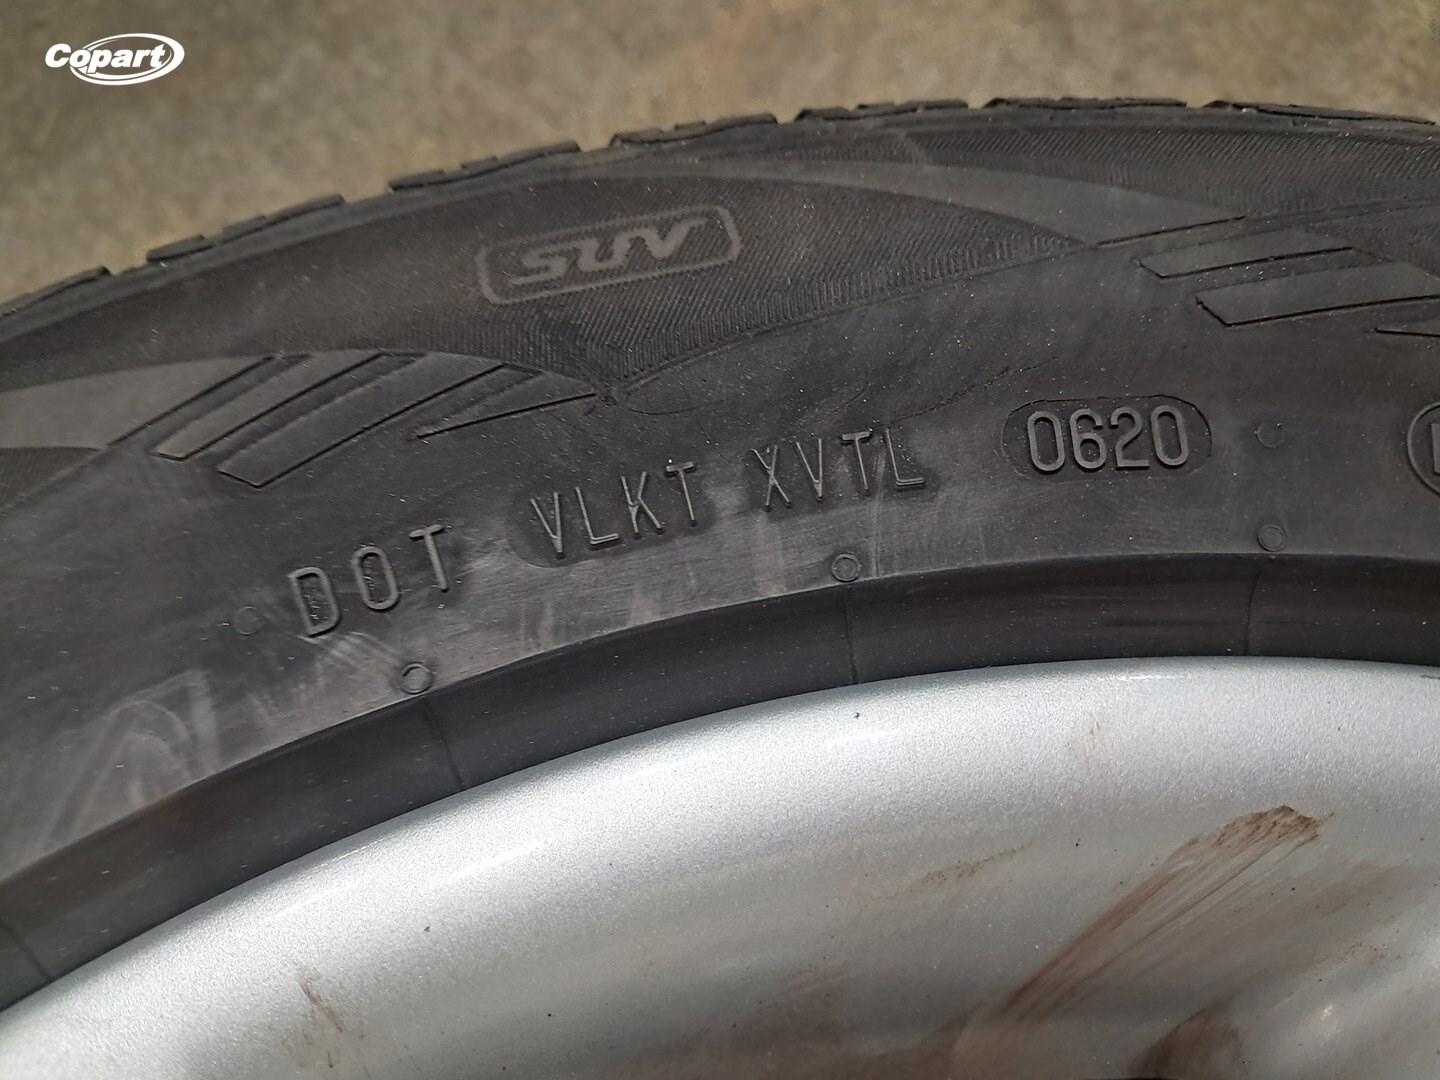 Copart
SUV
DOT VLKT XVTL 0620